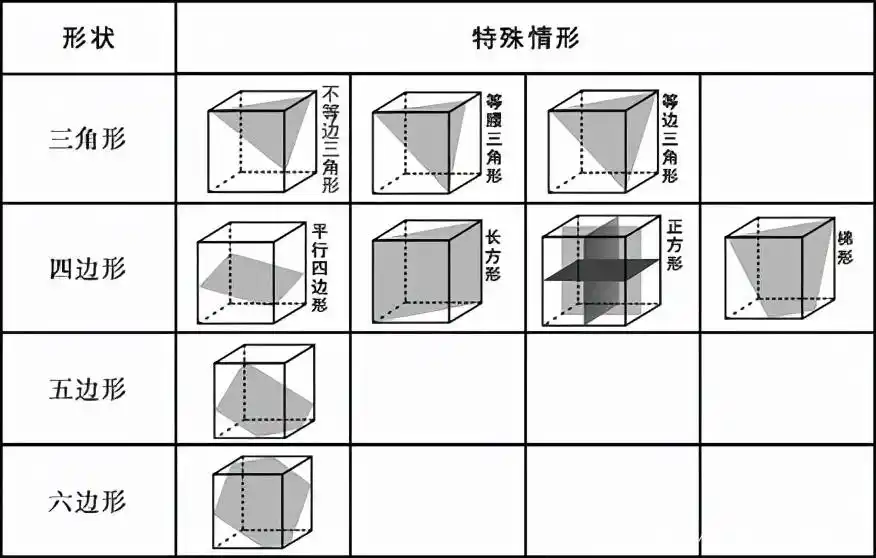 形状
特殊情形
三角形
不等边三角形
等腰三角形
等边三角形
四边形
平行四边形
长方形
正方形
梯形
五边形
六边形